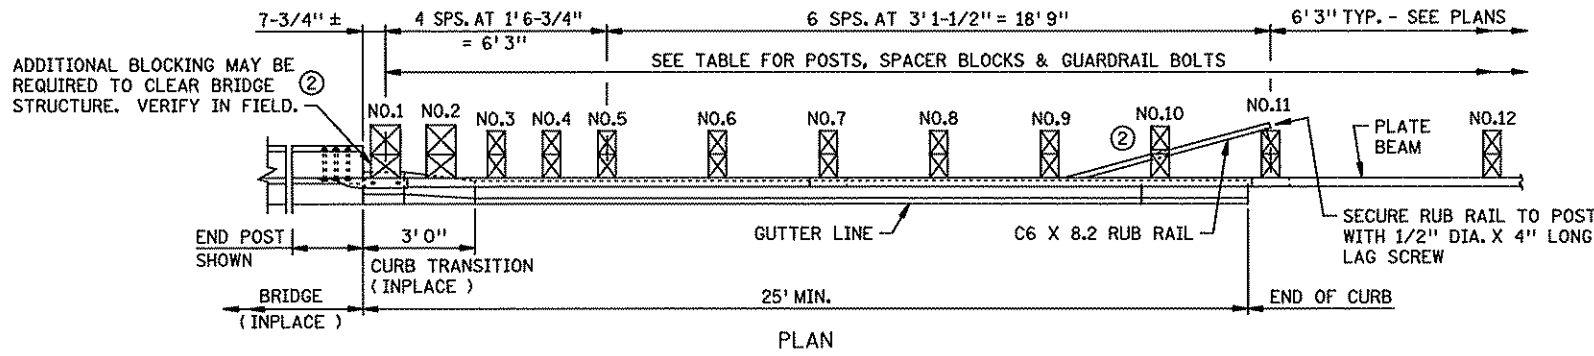 7-3/4" ±
4 SPS. AT 1'6-3/4"
= 6'3"
6 SPS. AT 3'1-1/2" = 18'9"
6'3" TYP. - SEE PLANS
ADDITIONAL BLOCKING MAY BE
REQUIRED TO CLEAR BRIDGE
STRUCTURE. VERIFY IN FIELD.
2
SEE TABLE FOR POSTS, SPACER BLOCKS & GUARDRAIL BOLTS
NO.1
NO.2
NO.3
NO.4
NO.5
NO.6
NO.7
NO.8
NO.9
2
NO.10
NO.11
NO.12
PLATE
BEAM
END POST
SHOWN
3'0"
CURB TRANSITION
(INPLACE)
GUTTER LINE
C6 X 8.2 RUB RAIL
SECURE RUB RAIL TO POST
WITH 1/2" DIA. X 4" LONG
LAG SCREW
BRIDGE
(INPLACE)
25' MIN.
END OF CURB
PLAN